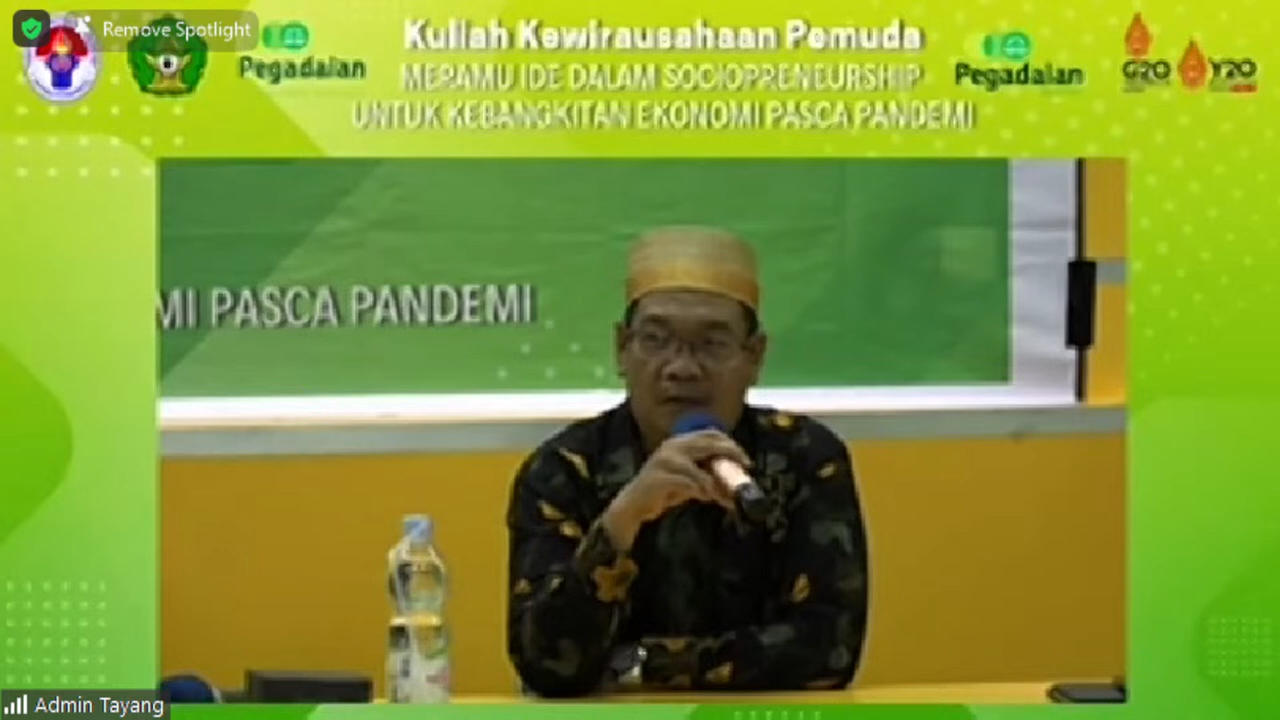 Remove Spotlight
Kuliah Kewirausahaan Pemuda
Pegadaian
MERAMU IDE DALAM SOCIOPRENEURSHIP
Pegadaian
G20
Y20
UNTUK KEBANGKITAN EKONOMI PASCA PANDEMI
MI PASCA PANDEMI
Admin Tayang